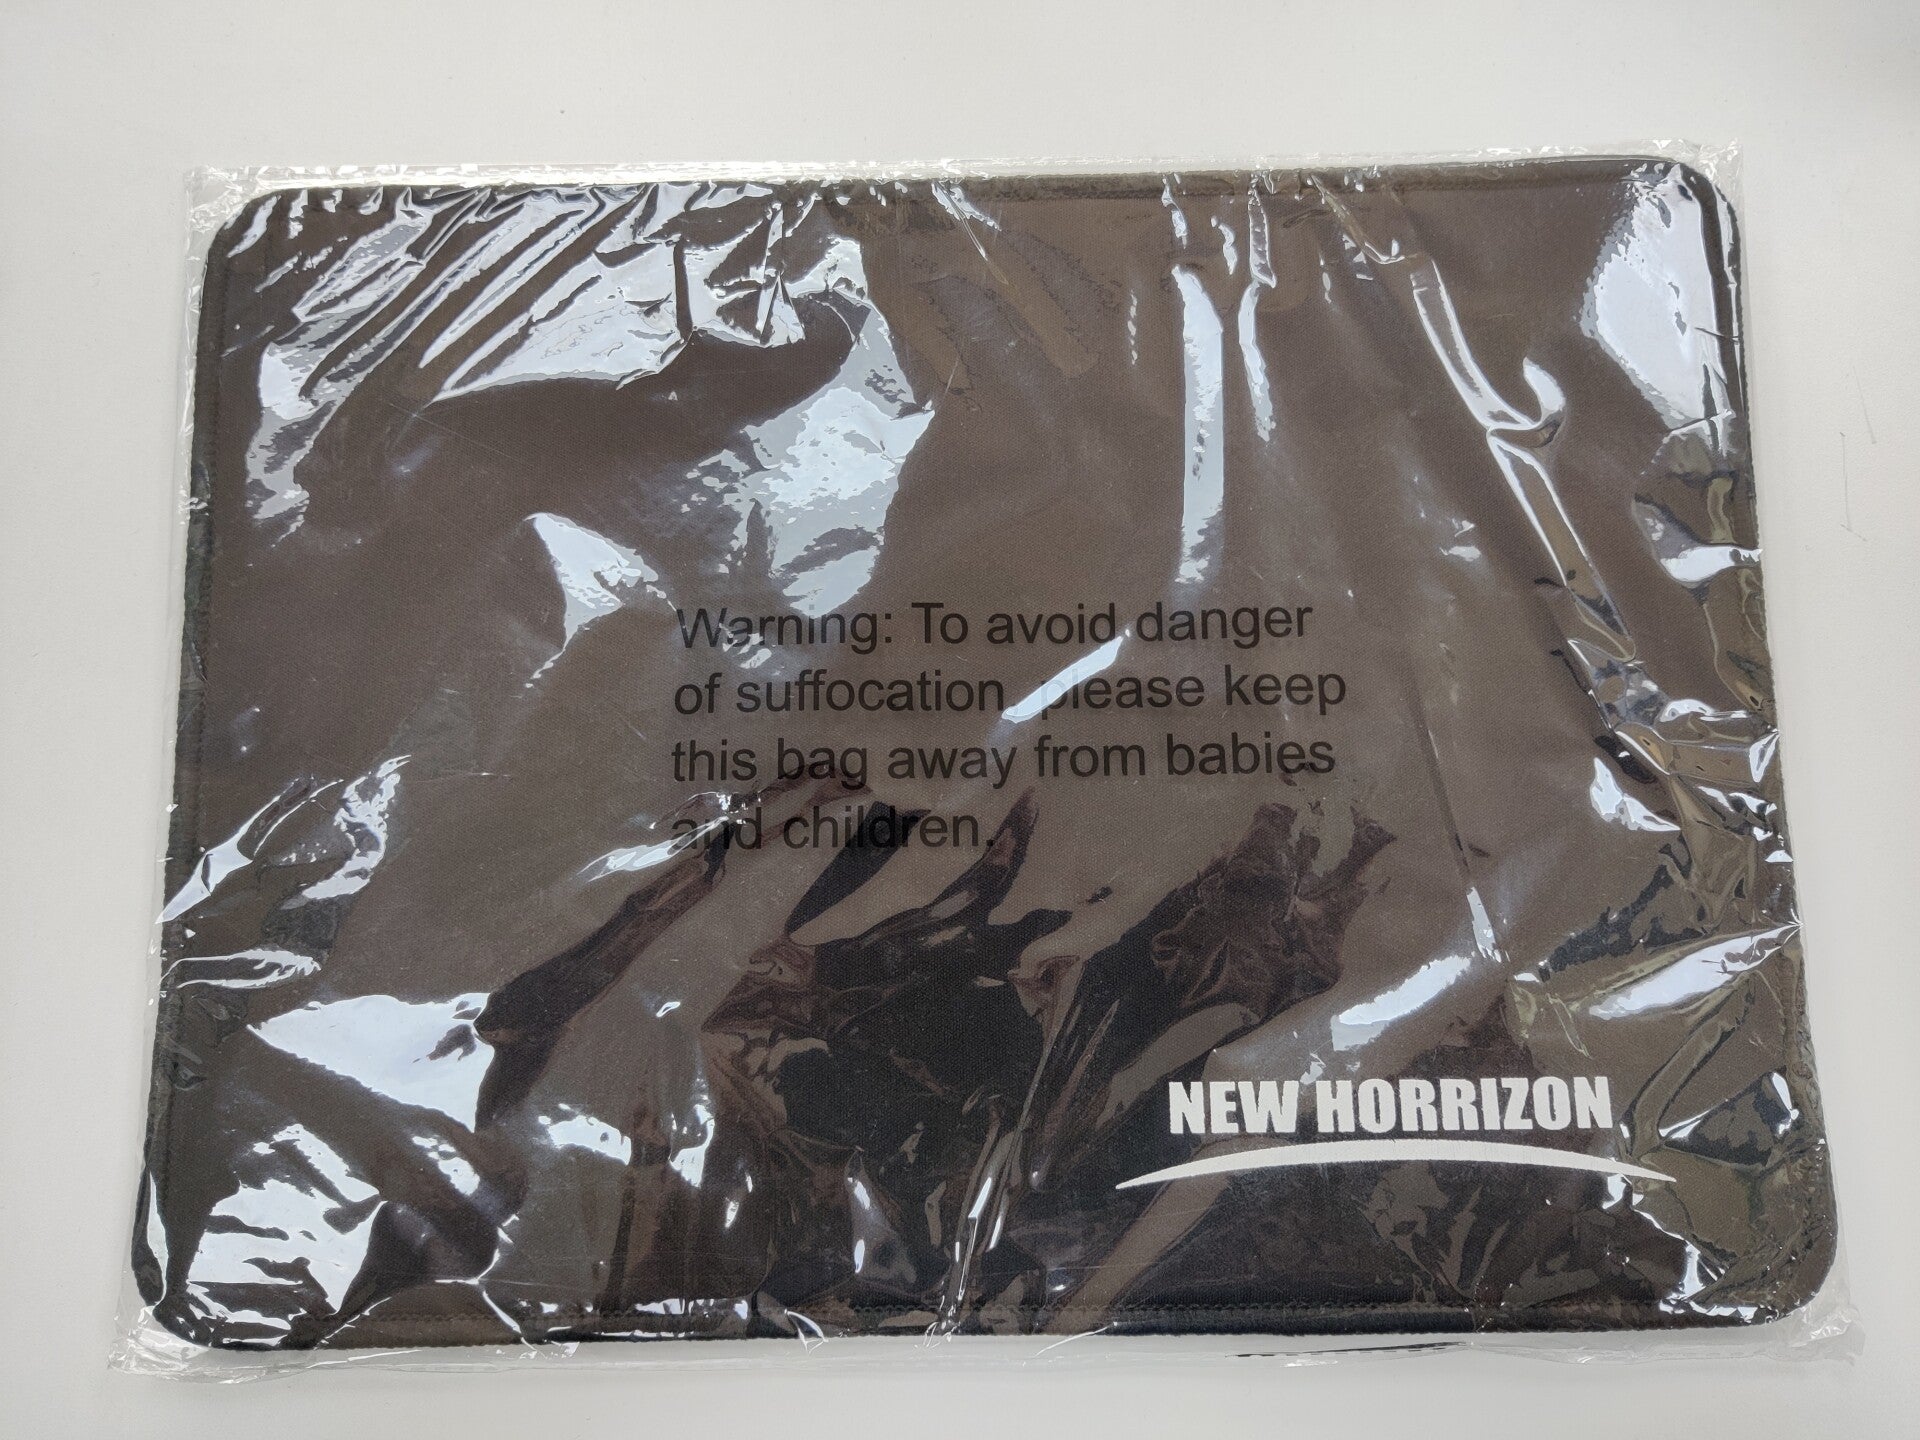 Warning: To avoid danger
of suffocation, please keep
this bag away from babies
and children.
NEW HORRIZON